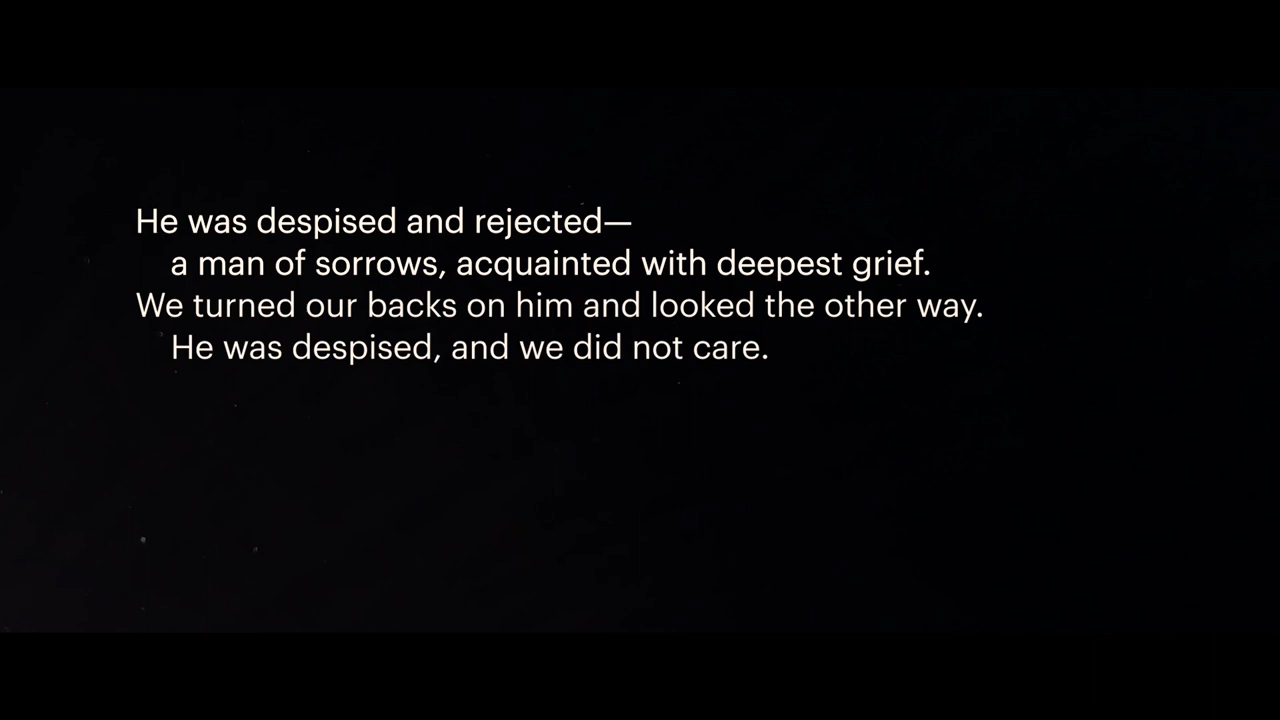 He was despised and rejected—
a man of sorrows, acquainted with deepest grief.
We turned our backs on him and looked the other way.
He was despised, and we did not care.